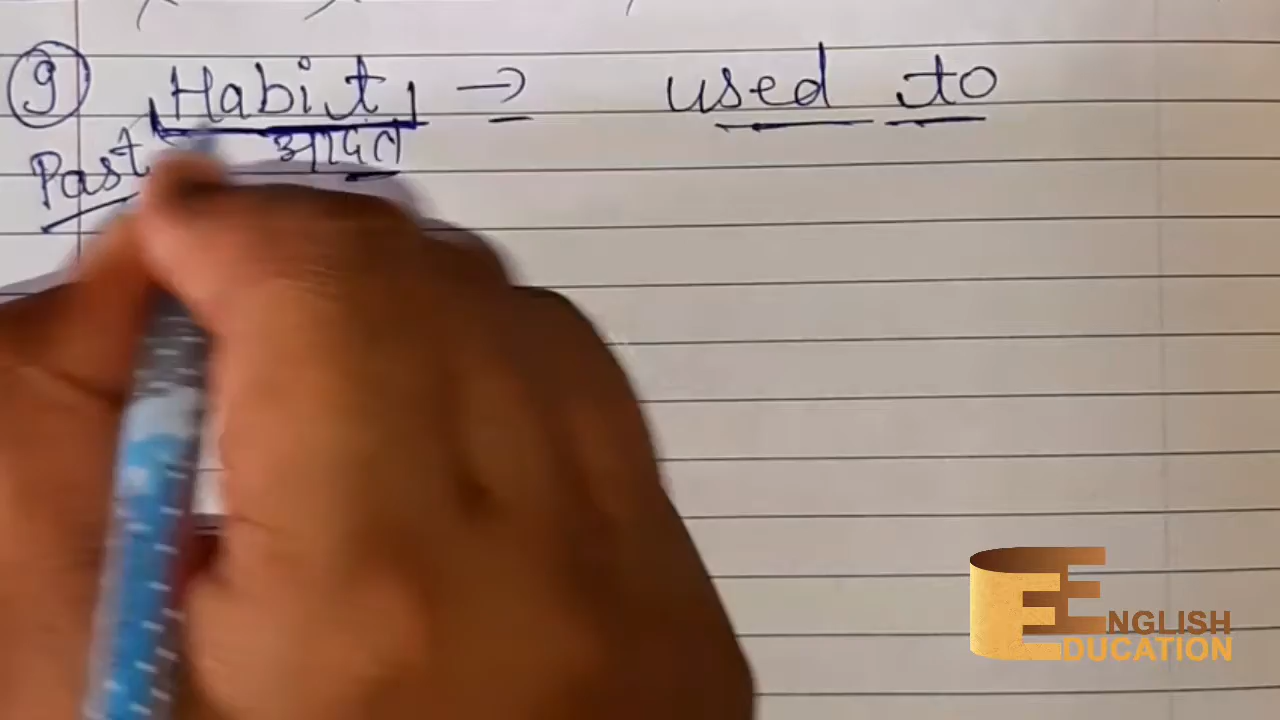 9 Habit → used to
Past आदत
ENGLISH
EDUCATION